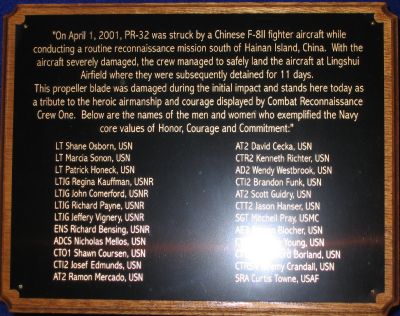 "On April 1, 2001, PR-32 was struck by a Chinese F-8II fighter aircraft while
conducting a routine reconnaissance mission south of Hainan Island, China. With the
aircraft severely damaged, the crew managed to safely land the aircraft at Lingshui
Airfield where they were subsequently detained for 11 days.
This propeller blade was damaged during the initial impact and stands here today as
a tribute to the heroic airmanship and courage displayed by Combat Reconnaissance
Crew One. Below are the names of the men and women who exemplified the Navy
core values of Honor, Courage and Commitment:"
LT Shane Osborn, USN
LT Marcia Sonon, USN
LT Patrick Honeck, USN
LTJG Regina Kauffman, USNR
LTJG John Comerford, USNR
LTJG Richard Payne, USNR
LTJG Jeffery Vignery, USNR
ENS Richard Bensing, USNR
ADCS Nicholas Mellos, USN
CTO1 Shawn Coursen, USN
CTI2 Josef Edmunds, USN
AT2 Ramon Mercado, USN
AT2 David Cecka, USN
CTR2 Kenneth Richter, USN
AD2 Wendy Westbrook, USN
CTI2 Brandon Funk, USN
AT2 Scott Guidry, USN
CTT2 Jason Hanser, USN
SGT Mitchell Pray, USMC
Blocher, USN
Young, USN
Borland, USN
Crandall, USN
SRA Curtis Towne, USAF